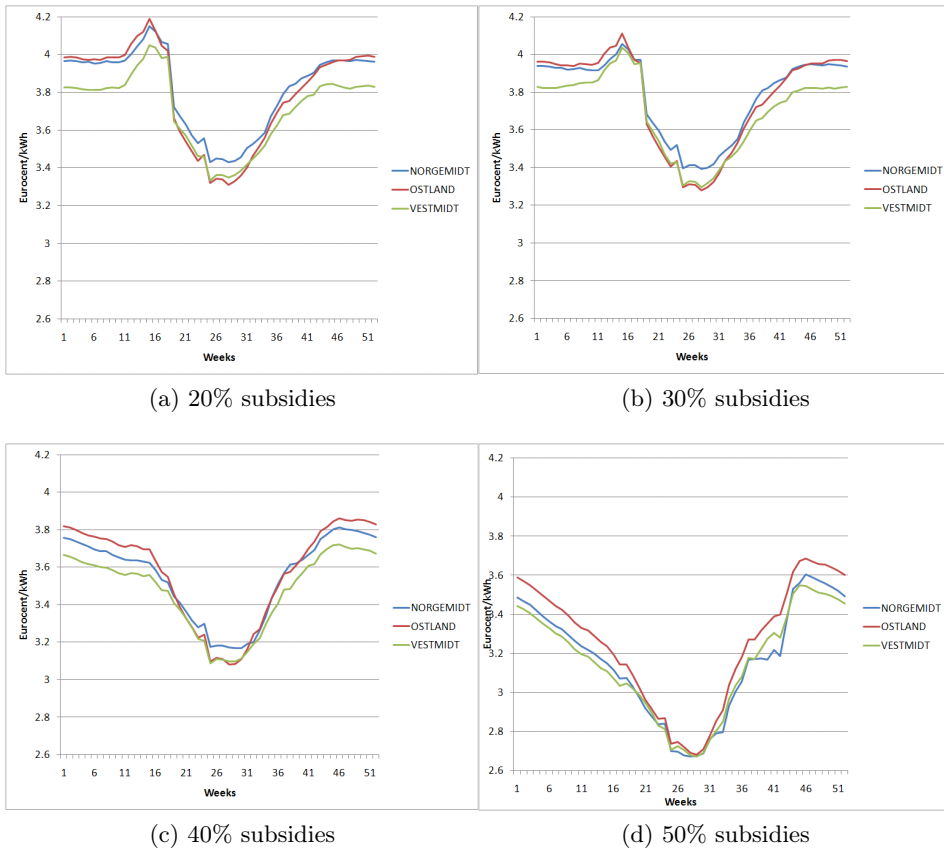 4.2
4
3.8
3.6
3.4
3.2
3
2.8
2.6
Eurocent/kWh
1 6 11 16 21 26 31 36 41 46 51
Weeks
NORGEMIDT
OSTLAND
VESTMIDT
(a) 20% subsidies
4.2
4
3.8
3.6
3.4
3.2
3
2.8
2.6
Eurocent/kWh
1 6 11 16 21 26 31 36 41 46 51
Weeks
NORGEMIDT
OSTLAND
VESTMIDT
(b) 30% subsidies
4.2
4
3.8
3.6
3.4
3.2
3
2.8
2.6
Eurocent/kWh
1 6 11 16 21 26 31 36 41 46 51
Weeks
NORGEMIDT
OSTLAND
VESTMIDT
(c) 40% subsidies
4.2
4
3.8
3.6
3.4
3.2
3
2.8
2.6
Eurocent/kWh
1 6 11 16 21 26 31 36 41 46 51
Weeks
NORGEMIDT
OSTLAND
VESTMIDT
(d) 50% subsidies